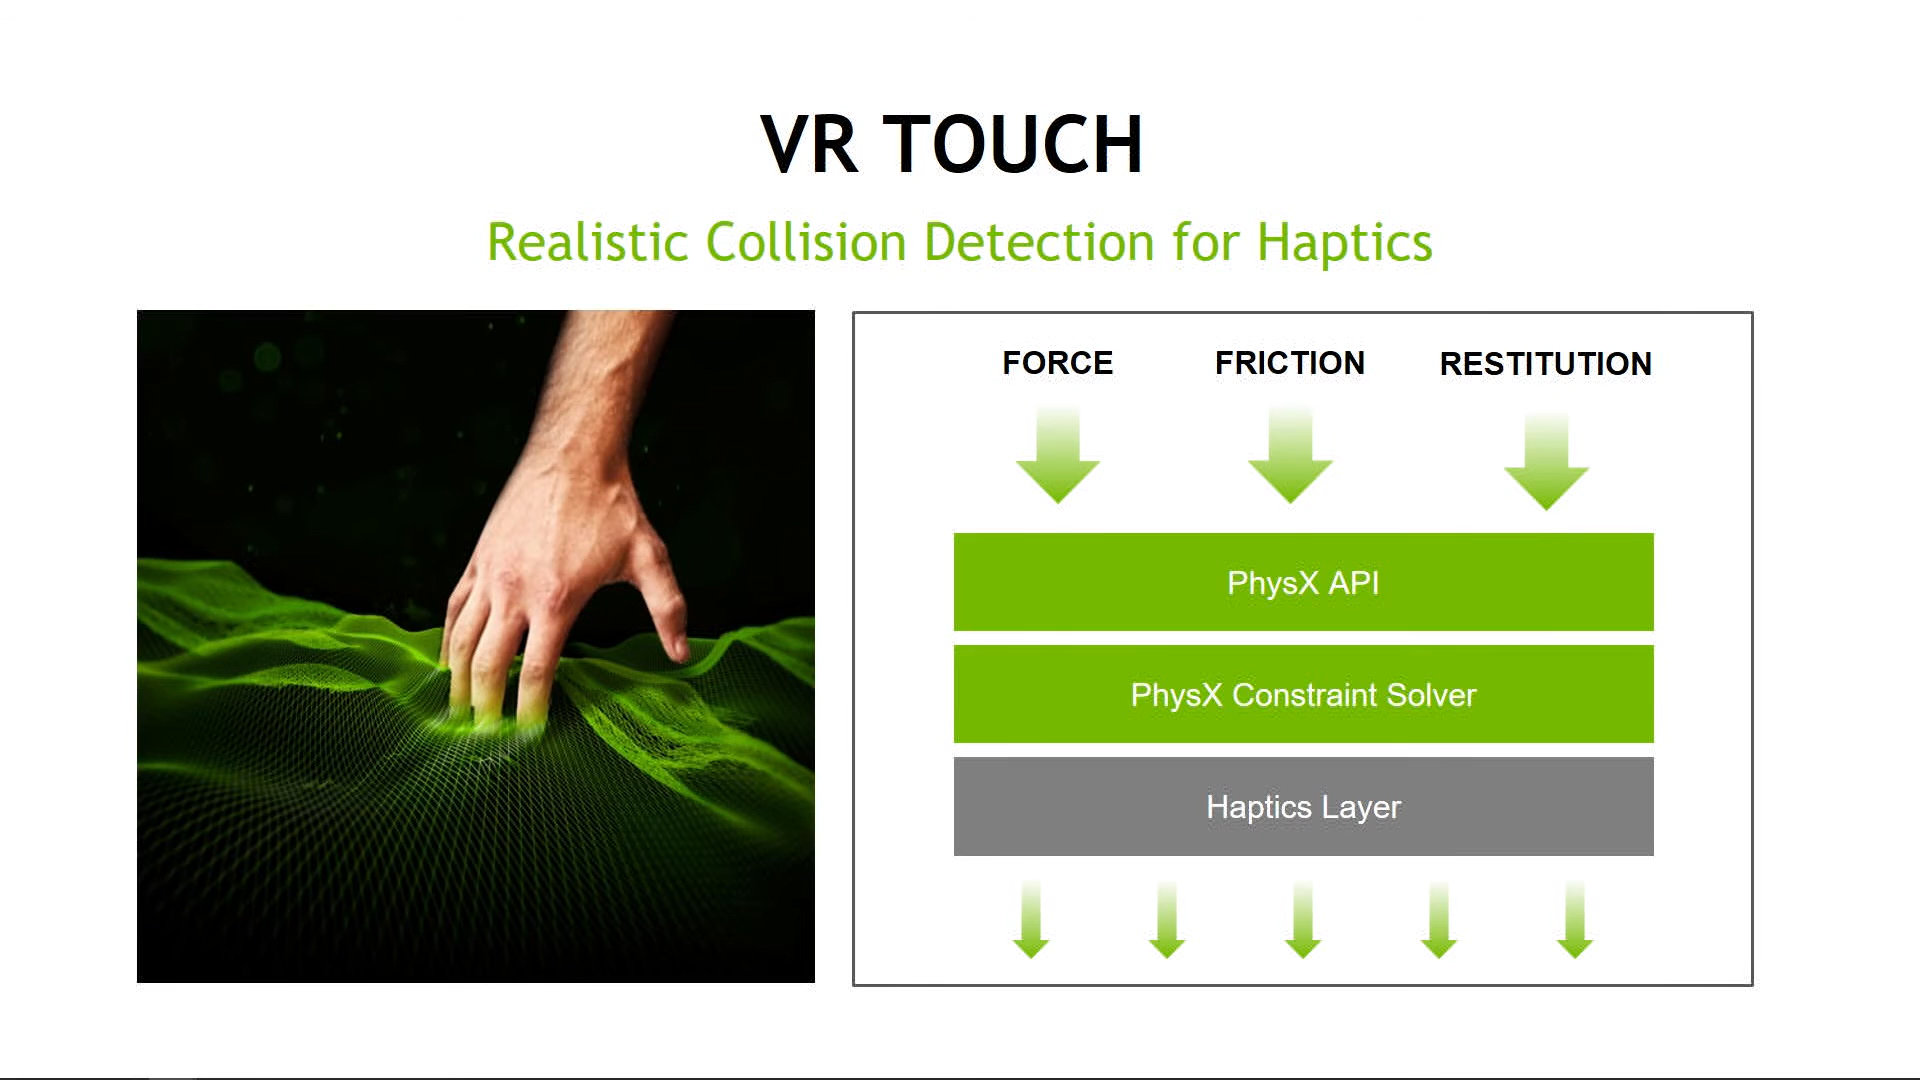 VR TOUCH
Realistic Collision Detection for Haptics
FORCE
FRICTION
RESTITUTION
PhysX API
PhysX Constraint Solver
Haptics Layer